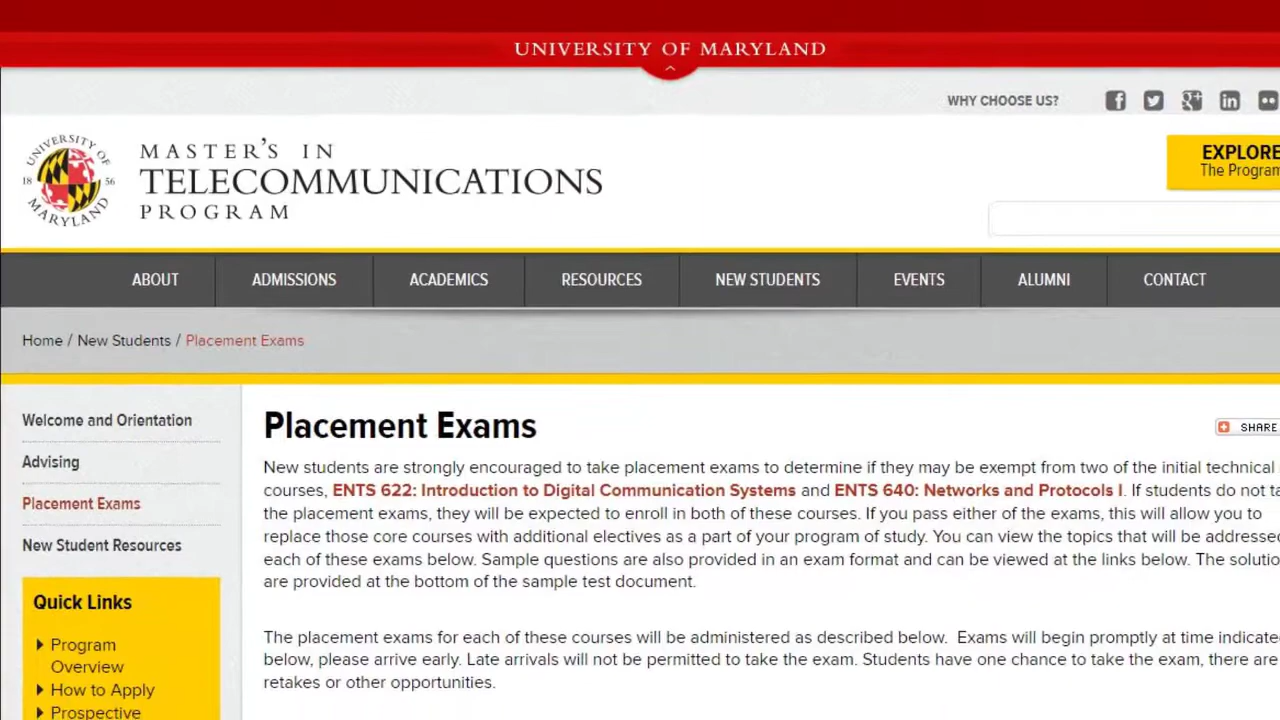 UNIVERSITY OF MARYLAND
WHY CHOOSE US?
UNIVERSITY OF
18 56
MARYLAND
MASTER'S IN
TELECOMMUNICATIONS
PROGRAM
EXPLORE
The Program
ABOUT ADMISSIONS ACADEMICS RESOURCES NEW STUDENTS EVENTS ALUMNI CONTACT
Home / New Students / Placement Exams
Welcome and Orientation
Advising
Placement Exams
New Student Resources
Quick Links
Program
Overview
How to Apply
Prospective
Placement Exams
SHARE
New students are strongly encouraged to take placement exams to determine if they may be exempt from two of the initial technical
courses, ENTS 622: Introduction to Digital Communication Systems and ENTS 640: Networks and Protocols I. If students do not ta
the placement exams, they will be expected to enroll in both of these courses. If you pass either of the exams, this will allow you to
replace those core courses with additional electives as a part of your program of study. You can view the topics that will be addressed
each of these exams below. Sample questions are also provided in an exam format and can be viewed at the links below. The solutio
are provided at the bottom of the sample test document.
The placement exams for each of these courses will be administered as described below. Exams will begin promptly at time indicate
below, please arrive early. Late arrivals will not be permitted to take the exam. Students have one chance to take the exam, there are
retakes or other opportunities.